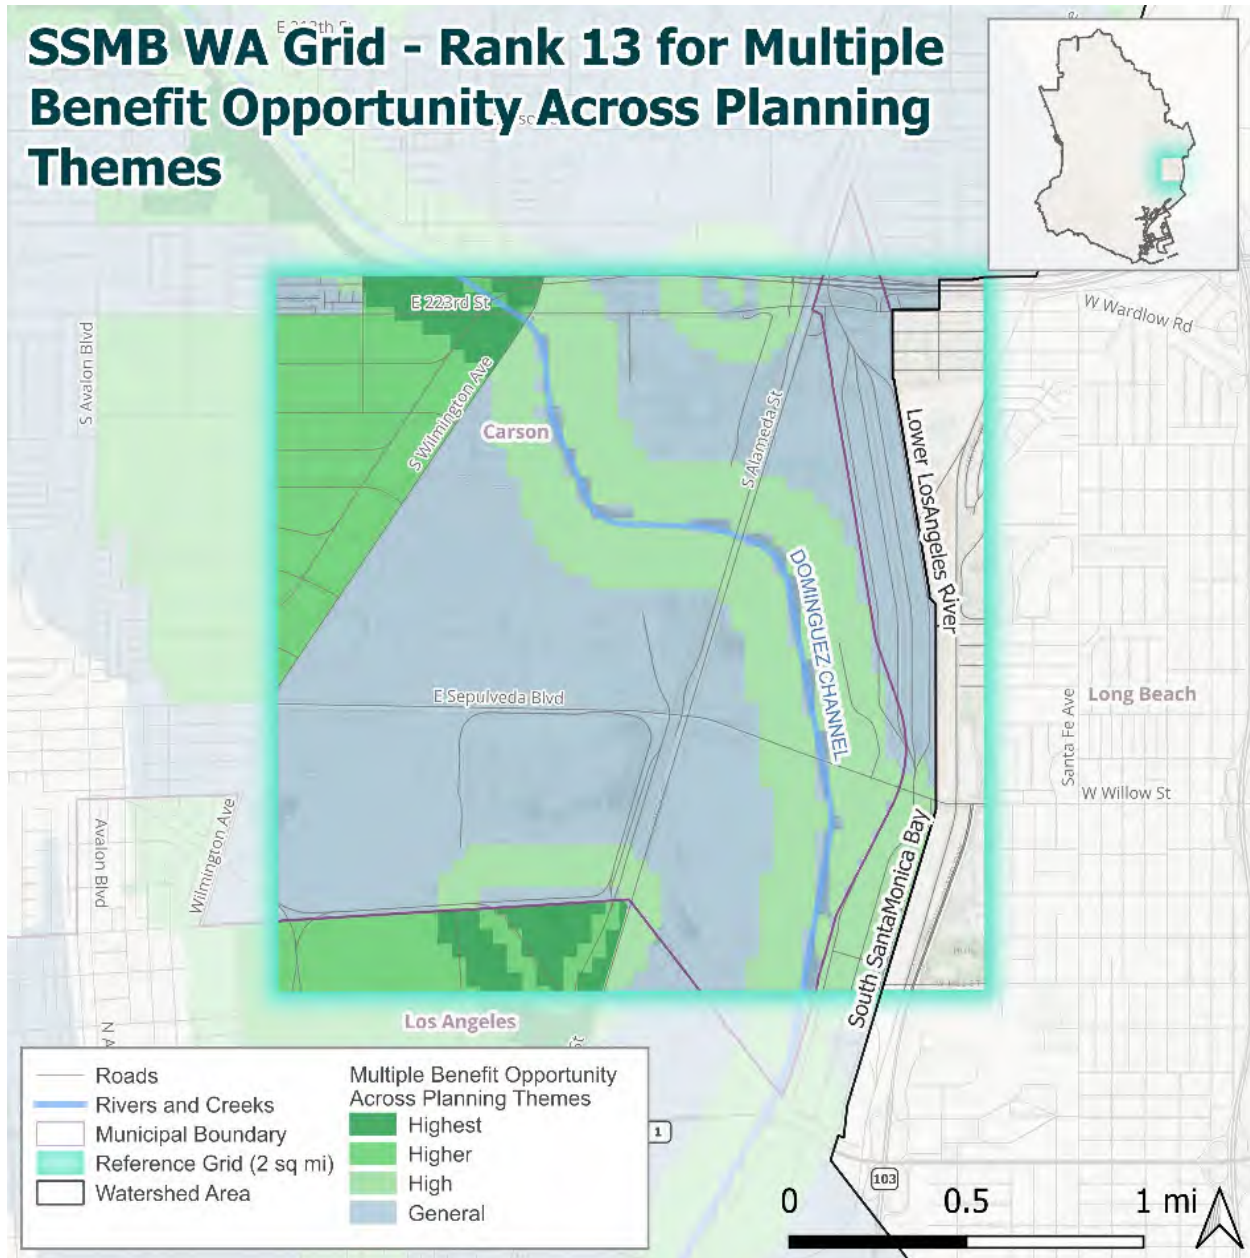 SSMB WA Grid - Rank 13 for Multiple
Benefit Opportunity Across Planning
Themes
W Wardlow Rd
E 223rd St
S Avalon Blvd
S Wilmington Ave
Carson
S Alameda St
Lower LosAngeles River
DOMINGUEZ CHANNEL
E Sepulveda Blvd
Long Beach
Santa Fe Ave
W Willow St
Avalon Blvd
Wilmington Ave
South SantaMonica Bay
Los Angeles
N A
St
Roads
Rivers and Creeks
Municipal Boundary
Reference Grid (2 sq mi)
Watershed Area
Multiple Benefit Opportunity
Across Planning Themes
Highest
Higher
High
General
1
103
0 0.5 1 mi